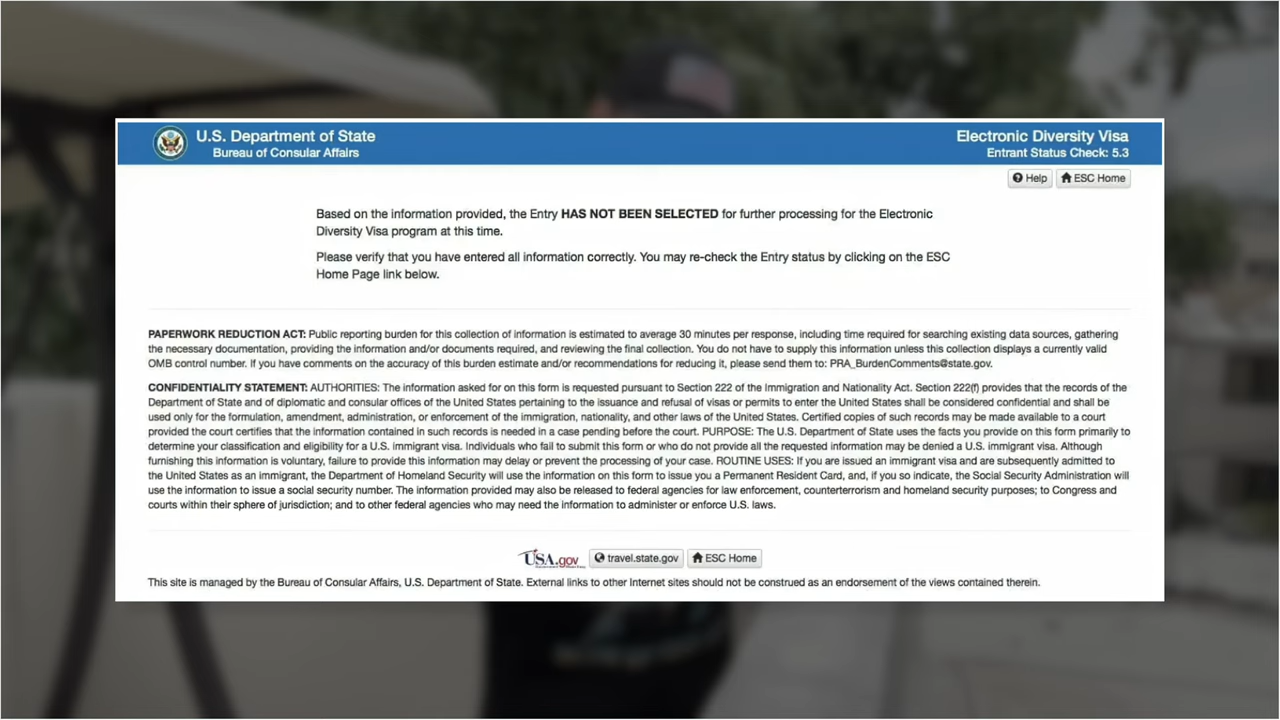 U.S. Department of State
Bureau of Consular Affairs
Electronic Diversity Visa
Entrant Status Check: 5.3
Help
ESC Home
Based on the information provided, the Entry HAS NOT BEEN SELECTED for further processing for the Electronic
Diversity Visa program at this time.
Please verify that you have entered all information correctly. You may re-check the Entry status by clicking on the ESC
Home Page link below.
PAPERWORK REDUCTION ACT: Public reporting burden for this collection of information is estimated to average 30 minutes per response, including time required for searching existing data sources, gathering
the necessary documentation, providing the information and/or documents required, and reviewing the final collection. You do not have to supply this information unless this collection displays a currently valid
OMB control number. If you have comments on the accuracy of this burden estimate and/or recommendations for reducing it, please send them to: PRA_BurdenComments@state.gov.
CONFIDENTIALITY STATEMENT: AUTHORITIES: The information asked for on this form is requested pursuant to Section 222 of the Immigration and Nationality Act. Section 222(f) provides that the records of the
Department of State and of diplomatic and consular offices of the United States pertaining to the issuance and refusal of visas or permits to enter the United States shall be considered confidential and shall be
used only for the formulation, amendment, administration, or enforcement of the immigration, nationality, and other laws of the United States. Certified copies of such records may be made available to a court
provided the court certifies that the information contained in such records is needed in a case pending before the court. PURPOSE: The U.S. Department of State uses the facts you provide on this form primarily to
determine your classification and eligibility for a U.S. immigrant visa. Individuals who fail to submit this form or who do not provide all the requested information may be denied a U.S. immigrant visa. Although
furnishing this information is voluntary, failure to provide this information may delay or prevent the processing of your case. ROUTINE USES: If you are issued an immigrant visa and are subsequently admitted to
the United States as an immigrant, the Department of Homeland Security will use the information on this form to issue you a Permanent Resident Card, and, if you so indicate, the Social Security Administration will
use the information to issue a social security number. The information provided may also be released to federal agencies for law enforcement, counterterrorism and homeland security purposes; to Congress and
courts within their sphere of jurisdiction; and to other federal agencies who may need the information to administer or enforce U.S. laws.
USA.gov
travel.state.gov
ESC Home
This site is managed by the Bureau of Consular Affairs, U.S. Department of State. External links to other Internet sites should not be construed as an endorsement of the views contained therein.